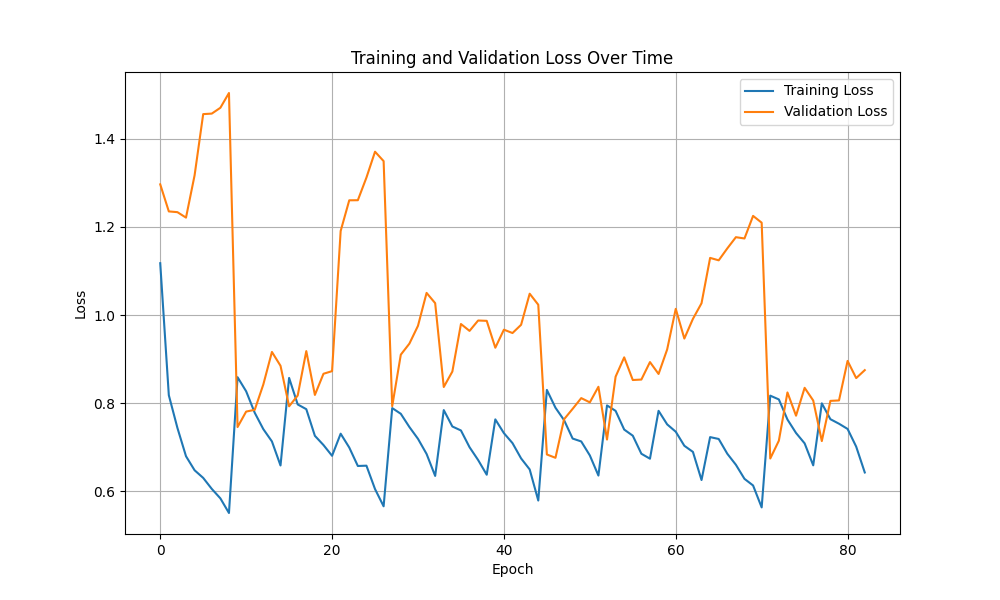 Training and Validation Loss Over Time
Training Loss
Validation Loss
Loss
1.4
1.2
1.0
0.8
0.6
0 20 40 60 80
Epoch